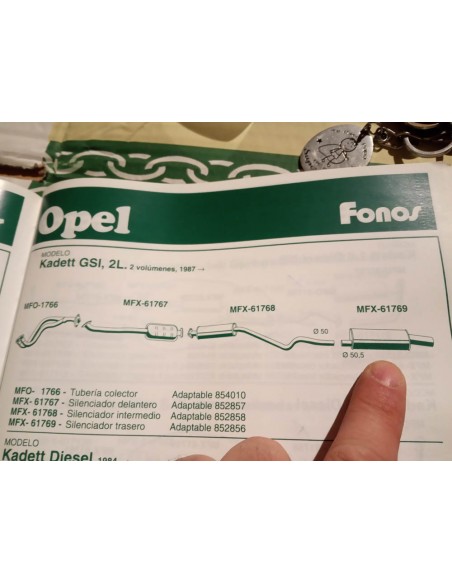 Opel
Fonos
MODELO
Kadett GSI, 2L. 2 volúmenes, 1987 →
MFO-1766
MFX-61767
MFX-61768
MFX-61769
Ø 50
Ø 50,5
MFO- 1766 - Tubería colector Adaptable 854010
MFX- 61767 - Silenciador delantero Adaptable 852857
MFX - 61768 - Silenciador intermedio Adaptable 852858
MFX- 61769 - Silenciador trasero Adaptable 852856
MODELO
Kadett Diesel 1984